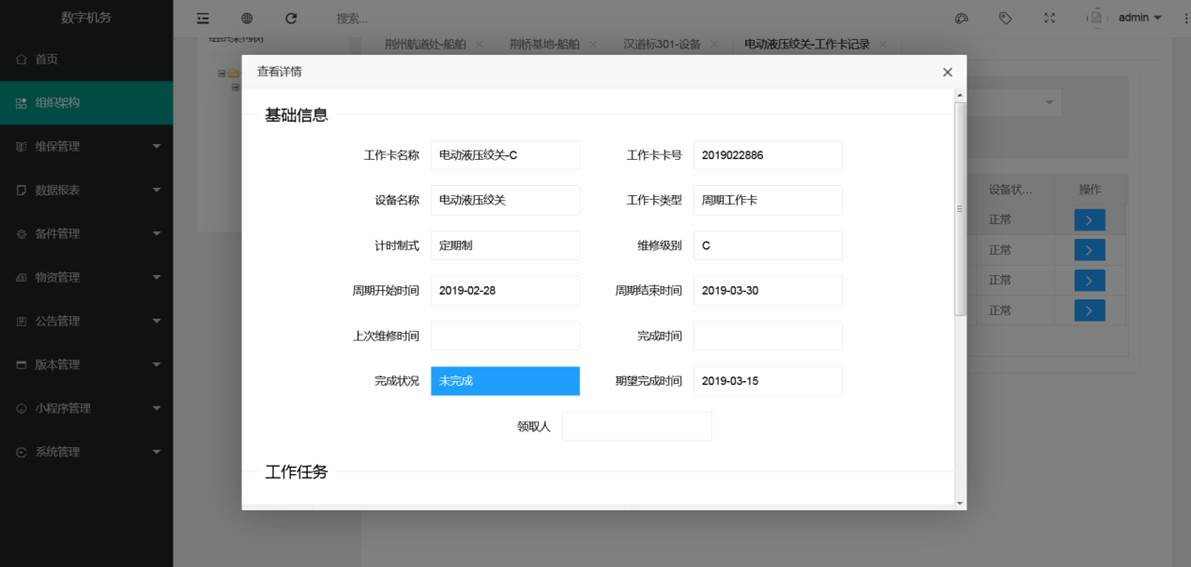 数字机务
搜索...
admin
首页
组织架构
维保管理
数据报表
备件管理
物资管理
公告管理
版本管理
小程序管理
系统管理
组织架构树
荆州航道处-船舶
荆桥基地-船舶
汉道标301-设备
电动液压绞关-工作卡记录
查看详情
基础信息
工作卡名称 电动液压绞关-C 工作卡卡号 2019022886
设备名称 电动液压绞关 工作卡类型 周期工作卡
计时制式 定期制 维修级别 C
周期开始时间 2019-02-28 周期结束时间 2019-03-30
上次维修时间 完成时间
完成状况 未完成 期望完成时间 2019-03-15
领取人
工作任务
设备状... 操作
正常
正常
正常
正常